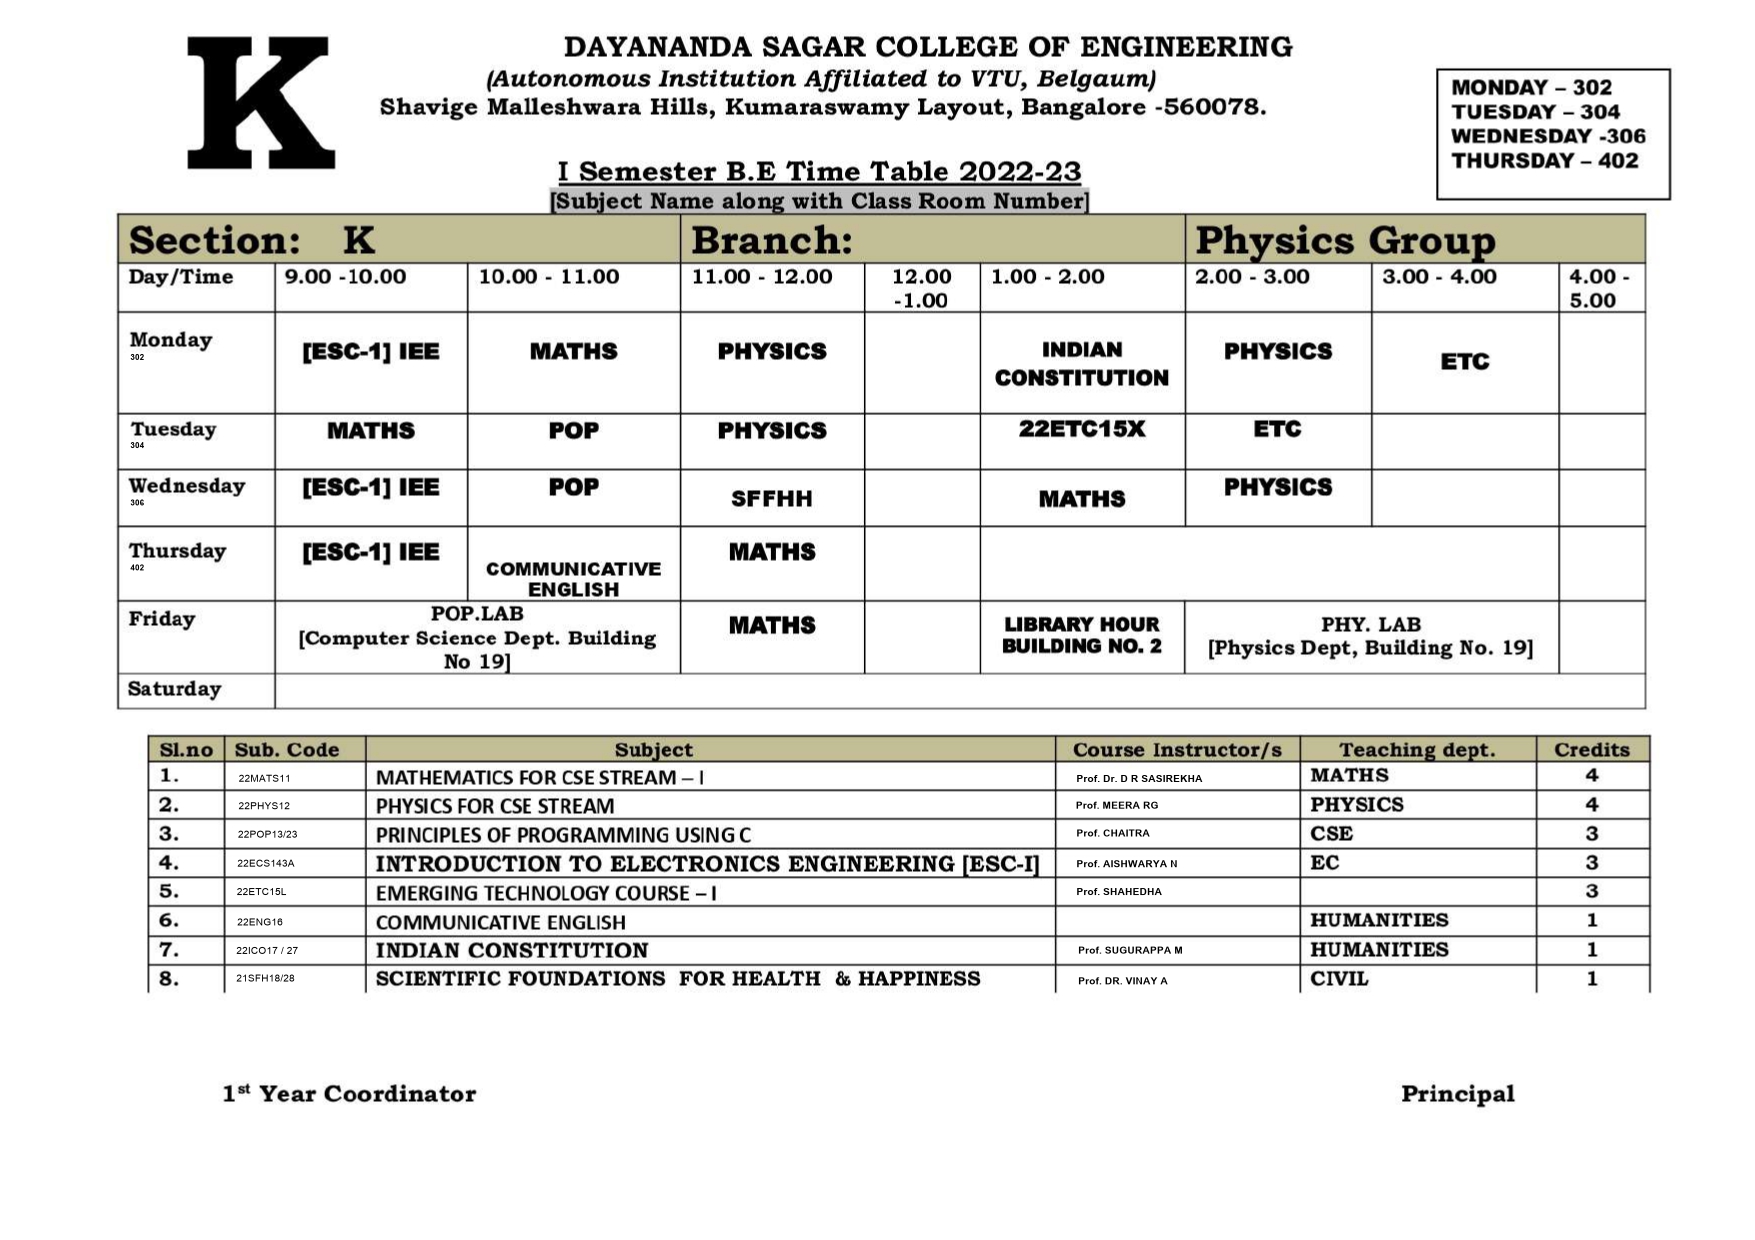 K
DAYANANDA SAGAR COLLEGE OF ENGINEERING
(Autonomous Institution Affiliated to VTU, Belgaum)
Shavige Malleshwara Hills, Kumaraswamy Layout, Bangalore -560078.
MONDAY – 302
TUESDAY – 304
WEDNESDAY -306
THURSDAY – 402
I Semester B.E Time Table 2022-23
[Subject Name along with Class Room Number]
Section: K Branch: Physics Group
Day/Time 9.00 -10.00 10.00 - 11.00 11.00 - 12.00 12.00 -1.00 1.00 - 2.00 2.00 - 3.00 3.00 - 4.00 4.00 - 5.00
Monday 302 [ESC-1] IEE MATHS PHYSICS INDIAN CONSTITUTION PHYSICS ETC
Tuesday 304 MATHS POP PHYSICS 22ETC15X ETC
Wednesday 306 [ESC-1] IEE POP SFFHH MATHS PHYSICS
Thursday 402 [ESC-1] IEE COMMUNICATIVE ENGLISH MATHS
Friday POP.LAB [Computer Science Dept. Building No 19] MATHS LIBRARY HOUR BUILDING NO. 2 PHY. LAB [Physics Dept, Building No. 19]
Saturday
Sl.no Sub. Code Subject Course Instructor/s Teaching dept. Credits
1. 22MATS11 MATHEMATICS FOR CSE STREAM – I Prof. Dr. D R SASIREKHA MATHS 4
2. 22PHYS12 PHYSICS FOR CSE STREAM Prof. MEERA RG PHYSICS 4
3. 22POP13/23 PRINCIPLES OF PROGRAMMING USING C Prof. CHAITRA CSE 3
4. 22ECS143A INTRODUCTION TO ELECTRONICS ENGINEERING [ESC-I] Prof. AISHWARYA N EC 3
5. 22ETC15L EMERGING TECHNOLOGY COURSE – I Prof. SHAHEDHA 3
6. 22ENG16 COMMUNICATIVE ENGLISH HUMANITIES 1
7. 22ICO17 / 27 INDIAN CONSTITUTION Prof. SUGURAPPA M HUMANITIES 1
8. 21SFH18/28 SCIENTIFIC FOUNDATIONS FOR HEALTH & HAPPINESS Prof. DR. VINAY A CIVIL 1
1st Year Coordinator Principal